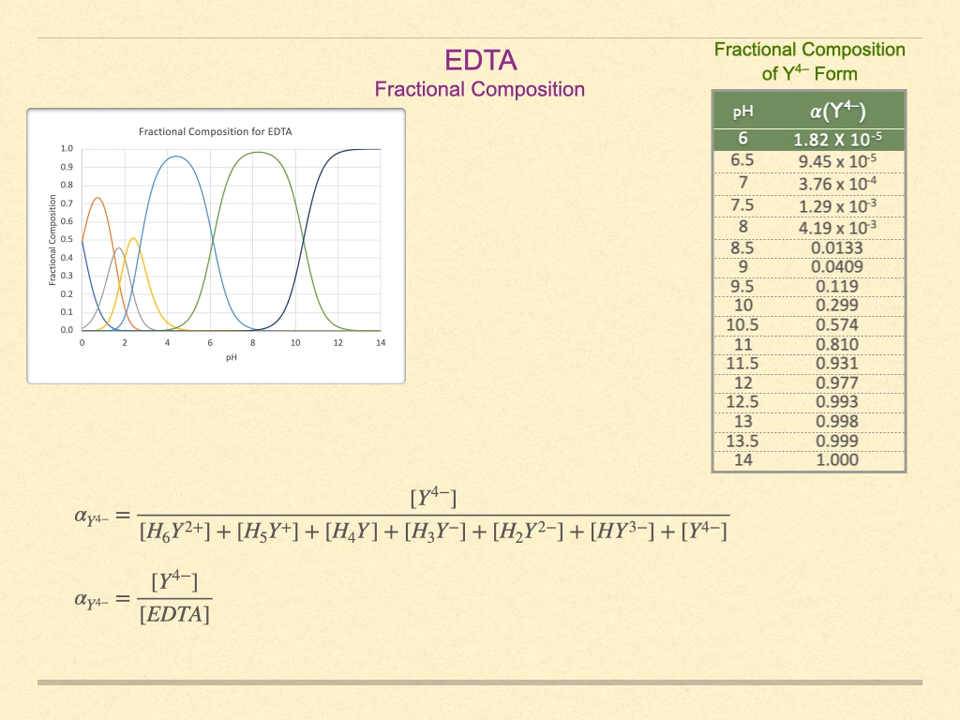 EDTA
Fractional Composition
Fractional Composition for EDTA
Fractional Composition
1.0
0.9
0.8
0.7
0.6
0.5
0.4
0.3
0.2
0.1
0.0
0 2 4 6 8 10 12 14
pH
Fractional Composition
of Y⁴⁻ Form
pH α(Y⁴⁻)
6 1.82 X 10⁻⁵
6.5 9.45 x 10⁻⁵
7 3.76 x 10⁻⁴
7.5 1.29 x 10⁻³
8 4.19 x 10⁻³
8.5 0.0133
9 0.0409
9.5 0.119
10 0.299
10.5 0.574
11 0.810
11.5 0.931
12 0.977
12.5 0.993
13 0.998
13.5 0.999
14 1.000
[Y⁴⁻]
α_Y⁴⁻ =
[H₆Y²⁺] + [H₅Y⁺] + [H₄Y] + [H₃Y⁻] + [H₂Y²⁻] + [HY³⁻] + [Y⁴⁻]
[Y⁴⁻]
α_Y⁴⁻ =
[EDTA]